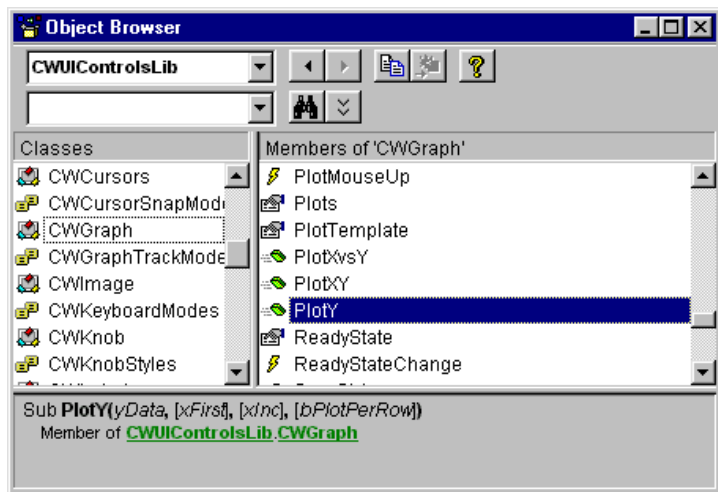 Object Browser
CWUIControlsLib
Classes
Members of 'CWGraph'
CWCursors
CWCursorSnapMod
CWGraph
CWGraphTrackMode
CWImage
CWKeyboardModes
CWKnob
CWKnobStyles
PlotMouseUp
Plots
PlotTemplate
PlotXvsY
PlotXY
PlotY
ReadyState
ReadyStateChange
Sub PlotY(yData, [xFirst], [xInc], [bPlotPerRow])
Member of CWUIControlsLib.CWGraph